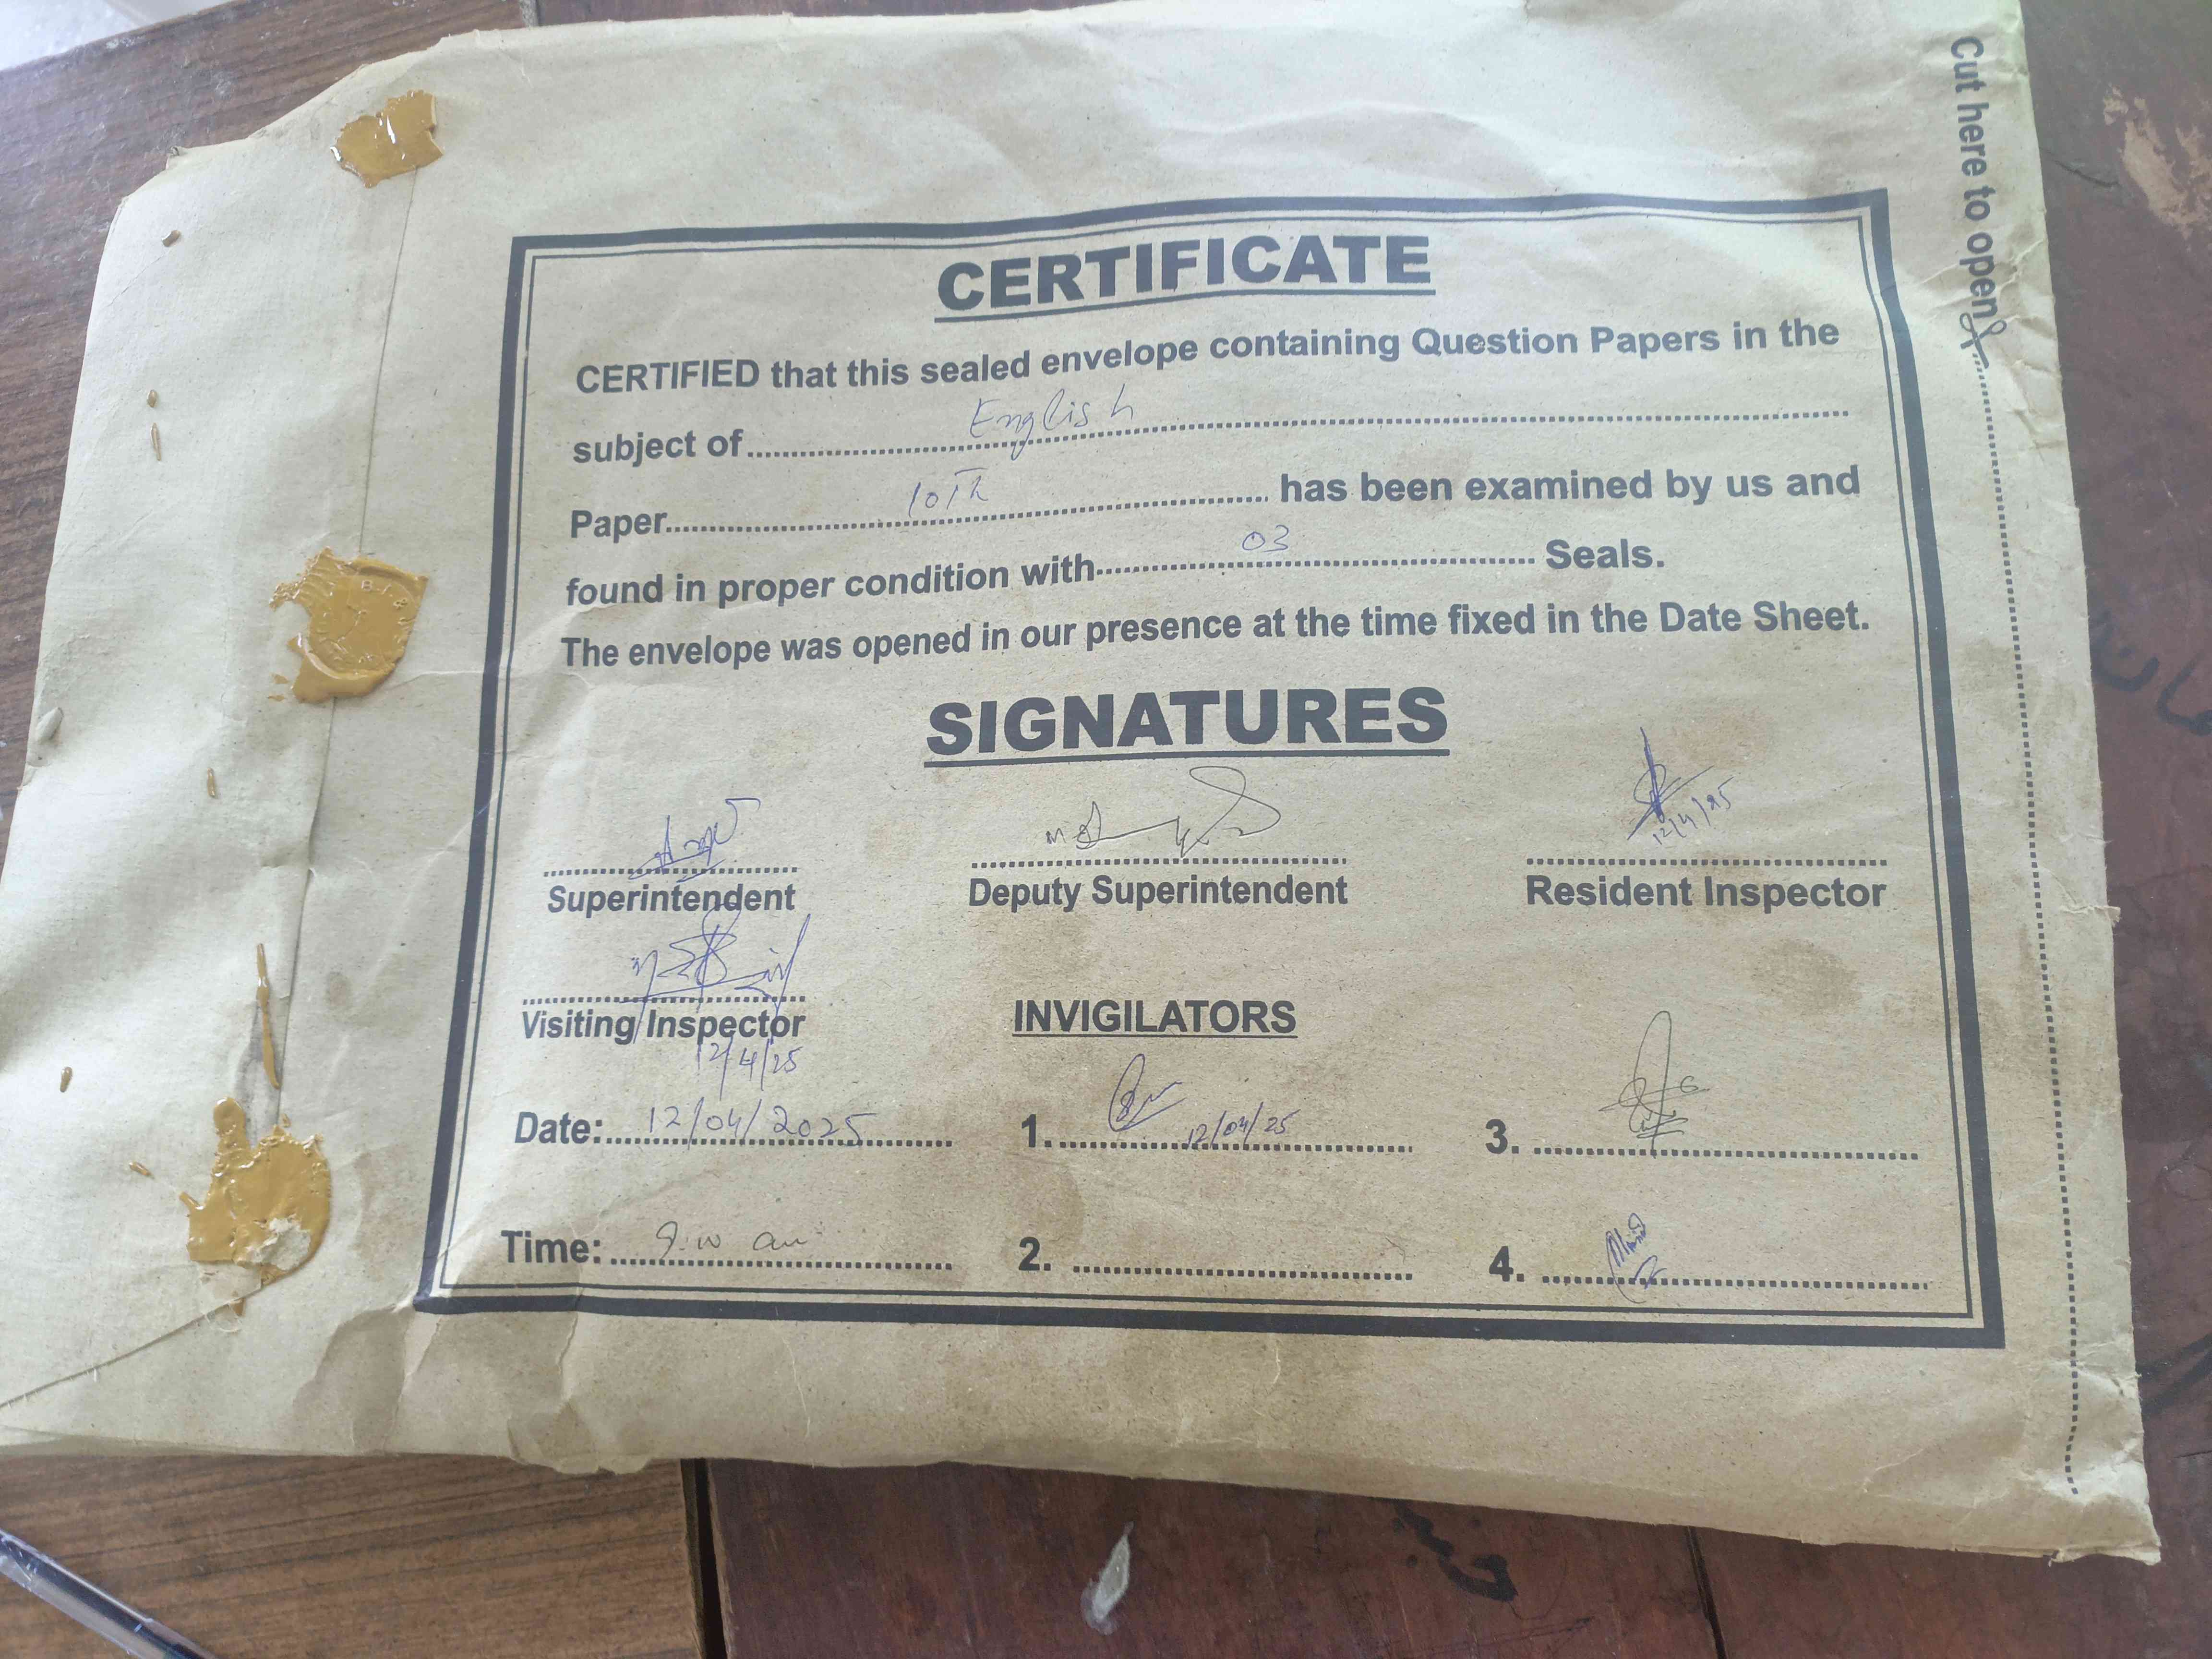 Cut here to open
CERTIFICATE
CERTIFIED that this sealed envelope containing Question Papers in the
subject of English
Paper 10Th has been examined by us and
found in proper condition with 03 Seals.
The envelope was opened in our presence at the time fixed in the Date Sheet.
SIGNATURES
12/4/25
Superintendent Deputy Superintendent Resident Inspector
Visiting Inspector INVIGILATORS
12/4/25
Date: 12/04/2025 1. 12/04/25 3.
Time: am 2. 4.